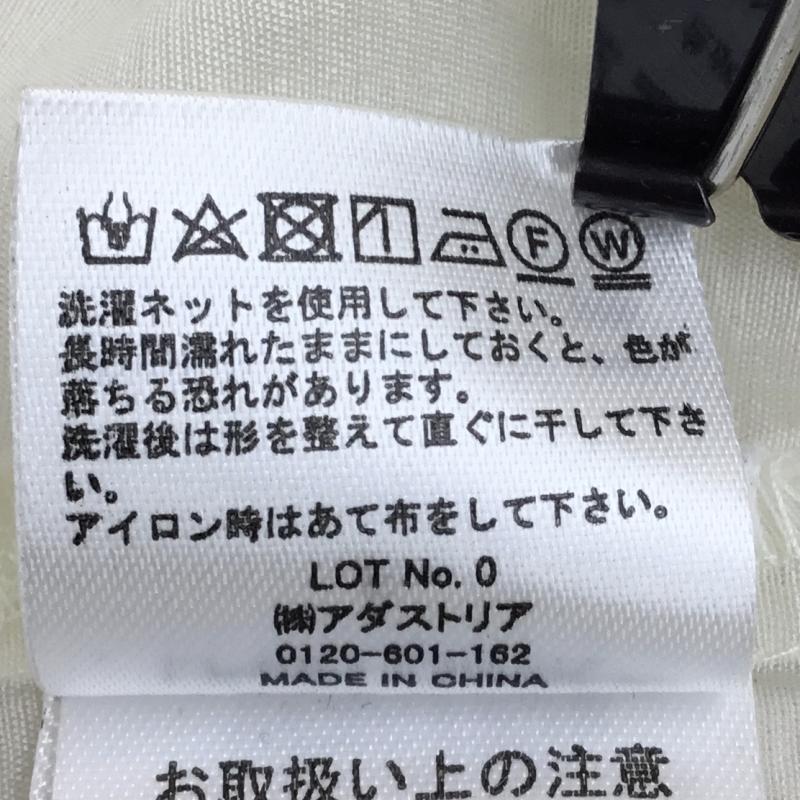 F W
洗濯ネットを使用して下さい。
長時間濡れたままにしておくと、色が
落ちる恐れがあります。
洗濯後は形を整えて直ぐに干して下さ
い。
アイロン時はあて布をして下さい。
LOT No. 0
㈱アダストリア
0120-601-162
MADE IN CHINA
お取扱い上の注意